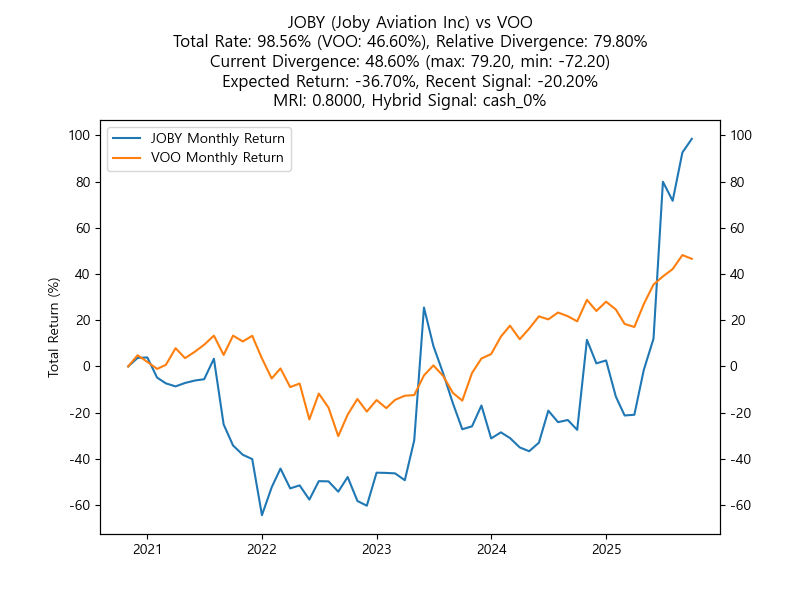 JOBY (Joby Aviation Inc) vs VOO
Total Rate: 98.56% (VOO: 46.60%), Relative Divergence: 79.80%
Current Divergence: 48.60% (max: 79.20, min: -72.20)
Expected Return: -36.70%, Recent Signal: -20.20%
MRI: 0.8000, Hybrid Signal: cash_0%
JOBY Monthly Return
VOO Monthly Return
Total Return (%)
100
80
60
40
20
0
-20
-40
-60
100
80
60
40
20
0
-20
-40
-60
2021 2022 2023 2024 2025